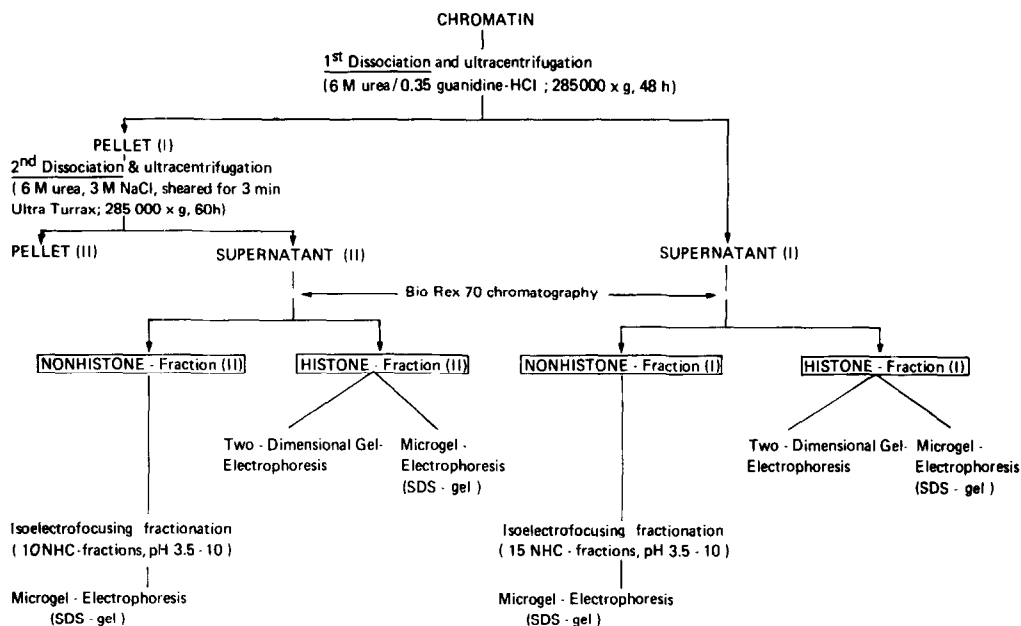 CHROMATIN
1st Dissociation and ultracentrifugation
(6 M urea/0.35 guanidine-HCl ; 285000 x g, 48 h)
PELLET (I)
2nd Dissociation & ultracentrifugation
( 6 M urea, 3 M NaCl, sheared for 3 min
Ultra Turrax; 285 000 x g, 60h)
PELLET (II)
SUPERNATANT (II)
SUPERNATANT (I)
Bio Rex 70 chromatography
NONHISTONE - Fraction (II)
HISTONE - Fraction (II)
NONHISTONE - Fraction (I)
HISTONE - Fraction (I)
Two - Dimensional Gel-
Electrophoresis
Microgel -
Electrophoresis
(SDS - gel )
Two - Dimensional Gel-
Electrophoresis
Microgel -
Electrophoresis
(SDS - gel )
Isoelectrofocusing fractionation
( 10NHC-fractions, pH 3.5 - 10 )
Isoelectrofocusing fractionation
( 15 NHC - fractions, pH 3.5 - 10 )
Microgel - Electrophoresis
(SDS - gel )
Microgel - Electrophoresis
(SDS - gel )